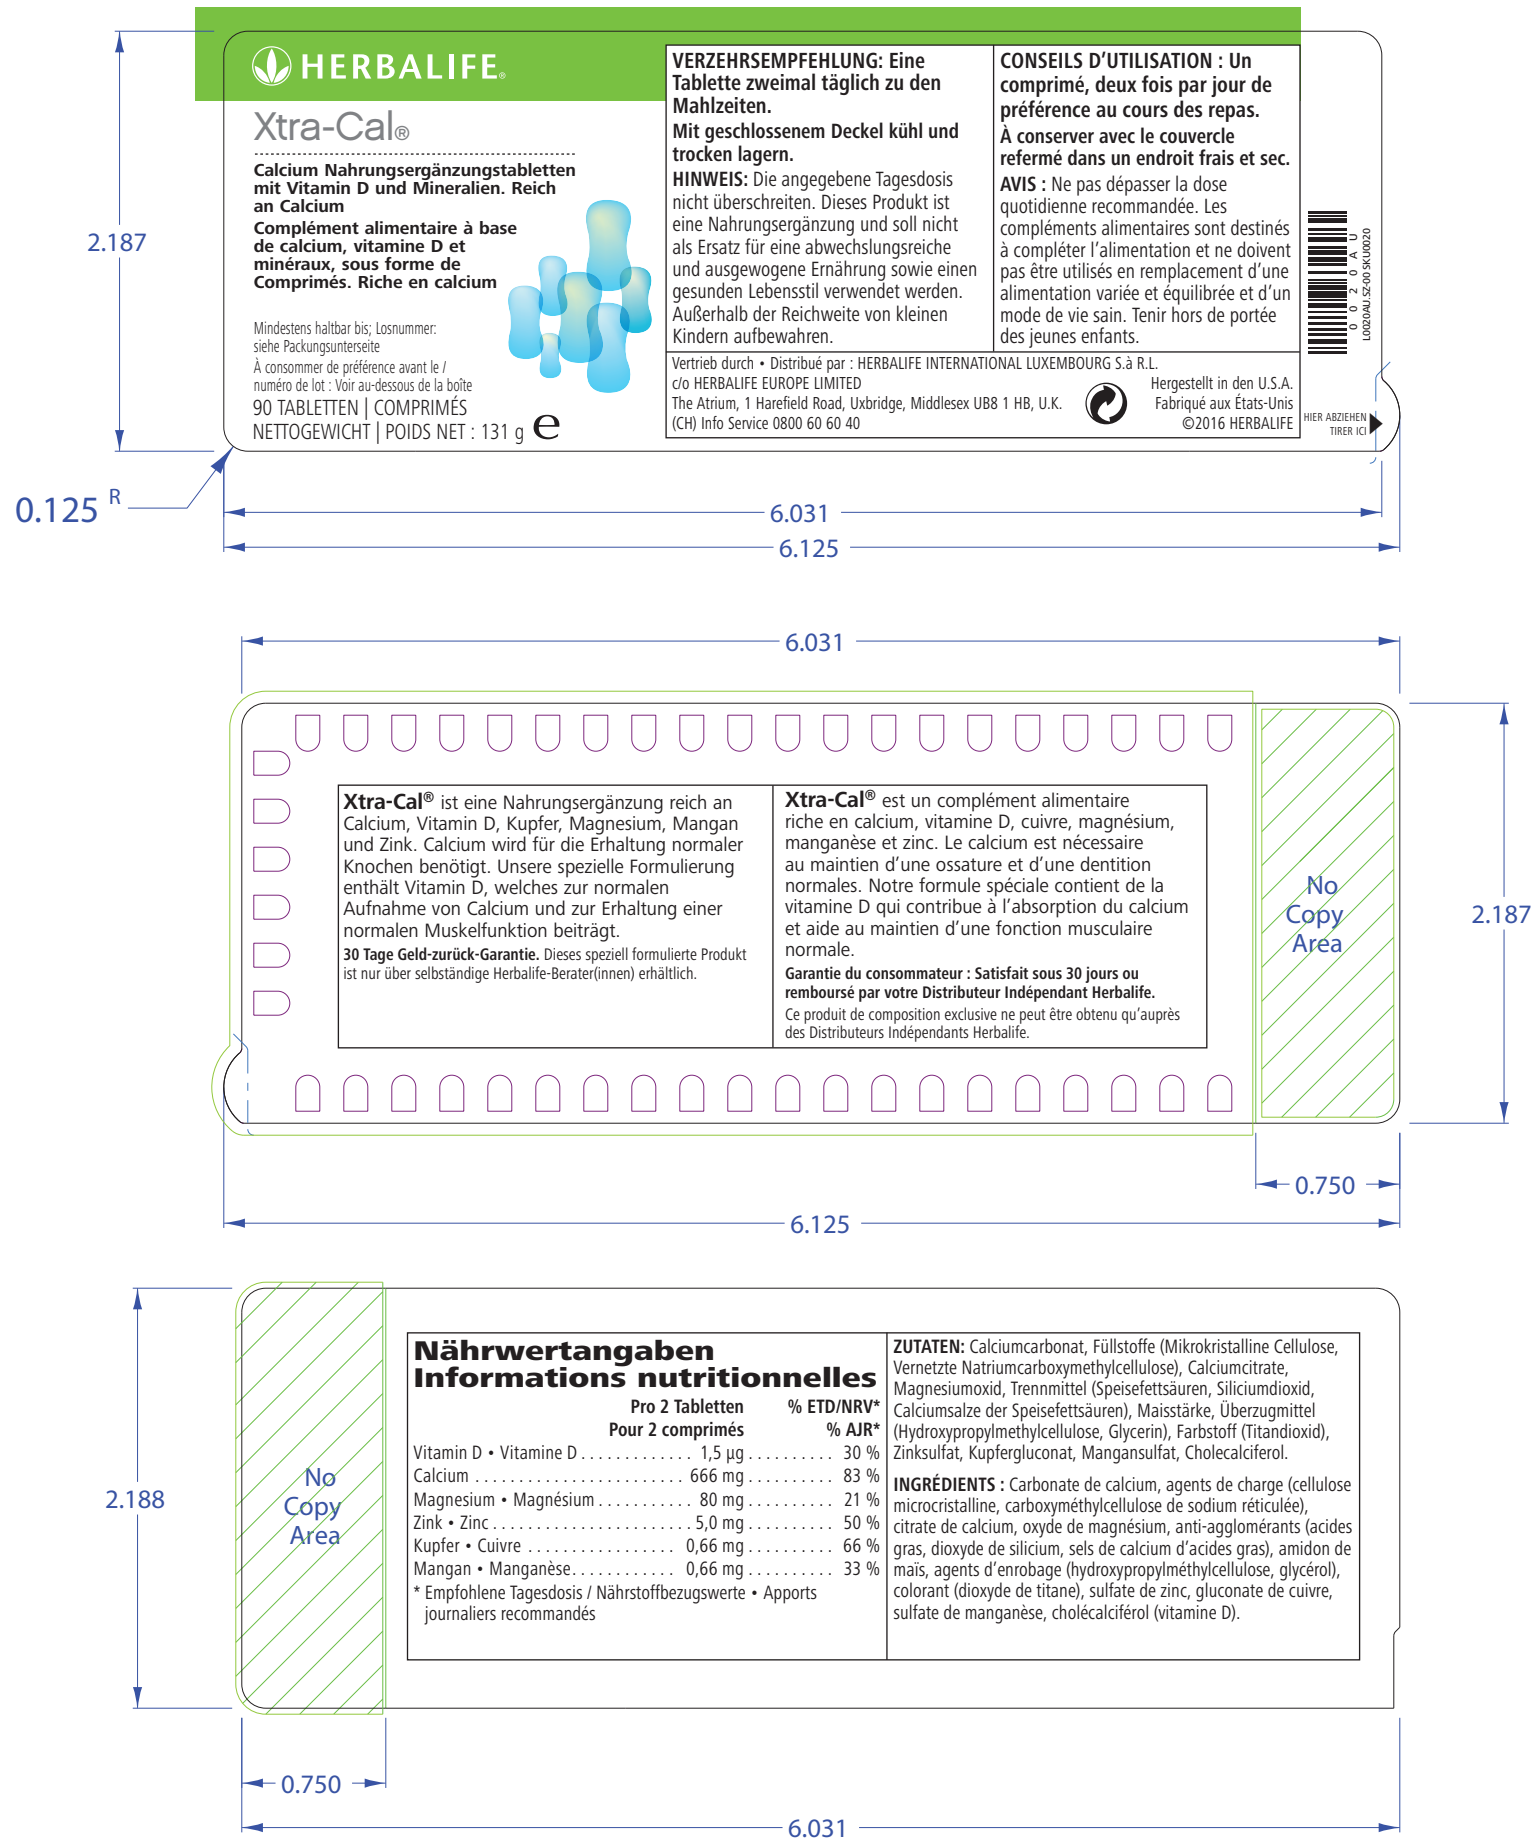 HERBALIFE®
Xtra-Cal®
Calcium Nahrungsergänzungstabletten
mit Vitamin D und Mineralien. Reich
an Calcium
Complément alimentaire à base
de calcium, vitamine D et
minéraux, sous forme de
Comprimés. Riche en calcium
Mindestens haltbar bis; Losnummer:
siehe Packungsunterseite
À consommer de préférence avant le /
numéro de lot : Voir au-dessous de la boîte
90 TABLETTEN | COMPRIMÉS
NETTOGEWICHT | POIDS NET : 131 g e
VERZEHRSEMPFEHLUNG: Eine
Tablette zweimal täglich zu den
Mahlzeiten.
Mit geschlossenem Deckel kühl und
trocken lagern.
HINWEIS: Die angegebene Tagesdosis
nicht überschreiten. Dieses Produkt ist
eine Nahrungsergänzung und soll nicht
als Ersatz für eine abwechslungsreiche
und ausgewogene Ernährung sowie einen
gesunden Lebensstil verwendet werden.
Außerhalb der Reichweite von kleinen
Kindern aufbewahren.
CONSEILS D’UTILISATION : Un
comprimé, deux fois par jour de
préférence au cours des repas.
À conserver avec le couvercle
refermé dans un endroit frais et sec.
AVIS : Ne pas dépasser la dose
quotidienne recommandée. Les
compléments alimentaires sont destinés
à compléter l’alimentation et ne doivent
pas être utilisés en remplacement d’une
alimentation variée et équilibrée et d’un
mode de vie sain. Tenir hors de portée
des jeunes enfants.
Vertrieb durch • Distribué par : HERBALIFE INTERNATIONAL LUXEMBOURG S.à R.L.
c/o HERBALIFE EUROPE LIMITED
The Atrium, 1 Harefield Road, Uxbridge, Middlesex UB8 1 HB, U.K.
(CH) Info Service 0800 60 60 40
Hergestellt in den U.S.A.
Fabriqué aux États-Unis
©2016 HERBALIFE
0020AU
L0020AU.SZ-00 SKU0020
HIER ABZIEHEN
TIRER ICI
2.187
0.125 R
6.031
6.125
6.031
Xtra-Cal® ist eine Nahrungsergänzung reich an
Calcium, Vitamin D, Kupfer, Magnesium, Mangan
und Zink. Calcium wird für die Erhaltung normaler
Knochen benötigt. Unsere spezielle Formulierung
enthält Vitamin D, welches zur normalen
Aufnahme von Calcium und zur Erhaltung einer
normalen Muskelfunktion beiträgt.
30 Tage Geld-zurück-Garantie. Dieses speziell formulierte Produkt
ist nur über selbständige Herbalife-Berater(innen) erhältlich.
Xtra-Cal® est un complément alimentaire
riche en calcium, vitamine D, cuivre, magnésium,
manganèse et zinc. Le calcium est nécessaire
au maintien d’une ossature et d’une dentition
normales. Notre formule spéciale contient de la
vitamine D qui contribue à l’absorption du calcium
et aide au maintien d’une fonction musculaire
normale.
Garantie du consommateur : Satisfait sous 30 jours ou
remboursé par votre Distributeur Indépendant Herbalife.
Ce produit de composition exclusive ne peut être obtenu qu’auprès
des Distributeurs Indépendants Herbalife.
No
Copy
Area
2.187
0.750
6.125
2.188
No
Copy
Area
Nährwertangaben
Informations nutritionnelles
Pro 2 Tabletten % ETD/NRV*
Pour 2 comprimés % AJR*
Vitamin D • Vitamine D . . . . . . . . . . . . . 1,5 µg . . . . . . . . . . 30 %
Calcium . . . . . . . . . . . . . . . . . . . . . . . . 666 mg . . . . . . . . . . 83 %
Magnesium • Magnésium . . . . . . . . . . . 80 mg . . . . . . . . . . 21 %
Zink • Zinc . . . . . . . . . . . . . . . . . . . . . . . 5,0 mg . . . . . . . . . . 50 %
Kupfer • Cuivre . . . . . . . . . . . . . . . . . 0,66 mg . . . . . . . . . . 66 %
Mangan • Manganèse. . . . . . . . . . . . 0,66 mg . . . . . . . . . . 33 %
* Empfohlene Tagesdosis / Nährstoffbezugswerte • Apports
journaliers recommandés
ZUTATEN: Calciumcarbonat, Füllstoffe (Mikrokristalline Cellulose,
Vernetzte Natriumcarboxymethylcellulose), Calciumcitrate,
Magnesiumoxid, Trennmittel (Speisefettsäuren, Siliciumdioxid,
Calciumsalze der Speisefettsäuren), Maisstärke, Überzugmittel
(Hydroxypropylmethylcellulose, Glycerin), Farbstoff (Titandioxid),
Zinksulfat, Kupfergluconat, Mangansulfat, Cholecalciferol.
INGRÉDIENTS : Carbonate de calcium, agents de charge (cellulose
microcristalline, carboxyméthylcellulose de sodium réticulée),
citrate de calcium, oxyde de magnésium, anti-agglomérants (acides
gras, dioxyde de silicium, sels de calcium d’acides gras), amidon de
maïs, agents d’enrobage (hydroxypropylméthylcellulose, glycérol),
colorant (dioxyde de titane), sulfate de zinc, gluconate de cuivre,
sulfate de manganèse, cholécalciférol (vitamine D).
0.750
6.031